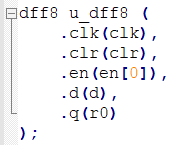 dff8 u_dff8 (
.clk(clk),
.clr(clr),
.en(en[0]),
.d(d),
.q(r0)
);